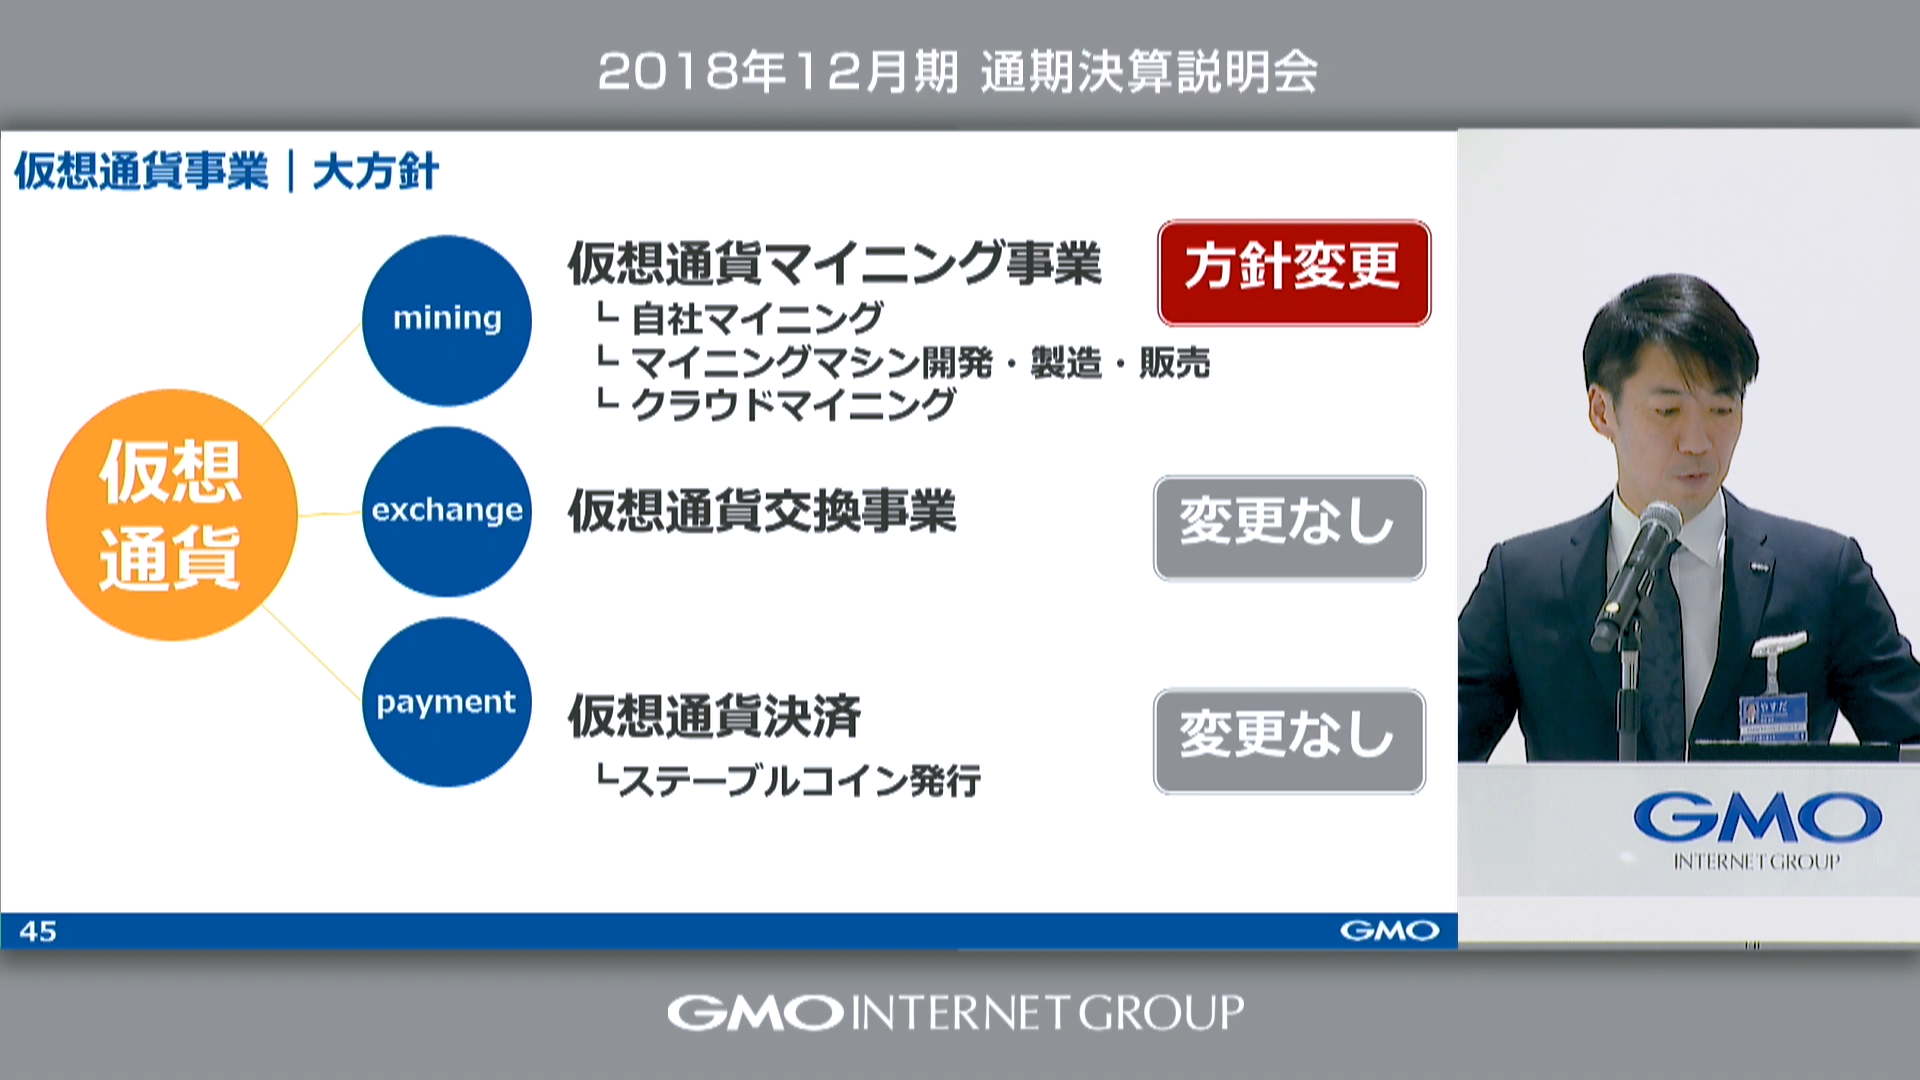 2018年12月期 通期決算説明会
仮想通貨事業｜大方針
仮想
通貨
mining
仮想通貨マイニング事業
└ 自社マイニング
└ マイニングマシン開発・製造・販売
└ クラウドマイニング
方針変更
exchange
仮想通貨交換事業
変更なし
payment
仮想通貨決済
└ステーブルコイン発行
変更なし
45
GMO
やすだ
GMO
INTERNET GROUP
GMO INTERNET GROUP